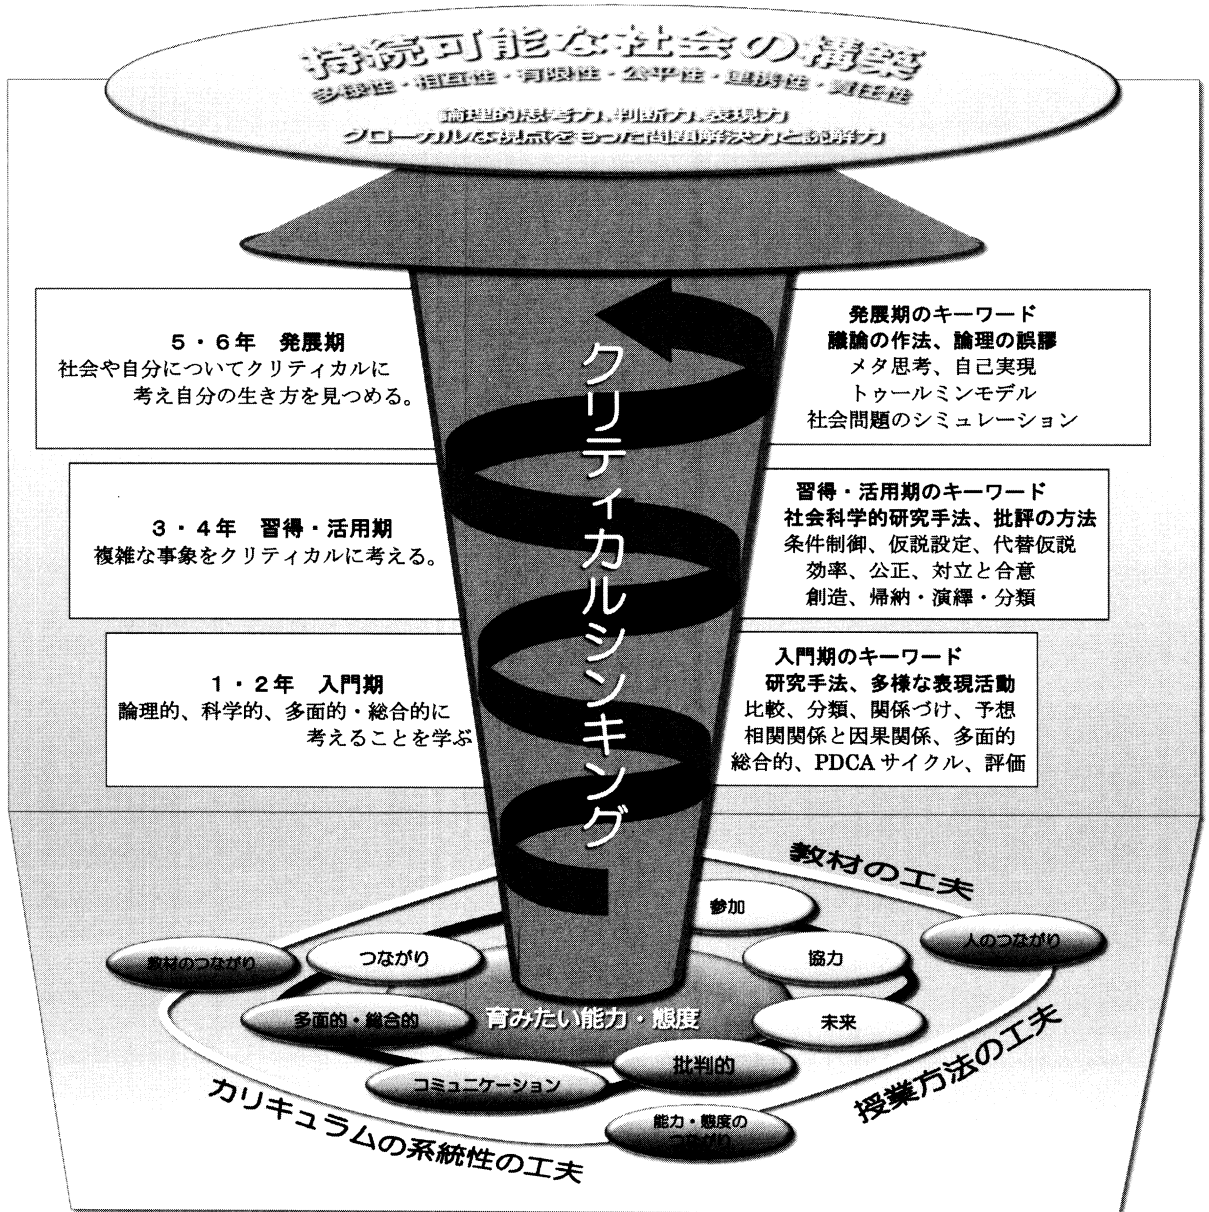 持続可能な社会の構築
多様性・相互性・有限性・公平性・連携性・責任性
論理的思考力、判断力、表現力
グローカルな視点をもった問題解決力と読解力
5・6年 発展期
社会や自分についてクリティカルに
考え自分の生き方を見つめる。
発展期のキーワード
議論の作法、論理の誤謬
メタ思考、自己実現
トゥールミンモデル
社会問題のシミュレーション
クリティカルシンキング
3・4年 習得・活用期
複雑な事象をクリティカルに考える。
習得・活用期のキーワード
社会科学的研究手法、批評の方法
条件制御、仮説設定、代替仮説
効率、公正、対立と合意
創造、帰納・演繹・分類
1・2年 入門期
論理的、科学的、多面的・総合的に
考えることを学ぶ
入門期のキーワード
研究手法、多様な表現活動
比較、分類、関係づけ、予想
相関関係と因果関係、多面的
総合的、PDCAサイクル、評価
教材の工夫
参加
人のつながり
教材のつながり
つながり
協力
多面的・総合的
育みたい能力・態度
未来
批判的
コミュニケーション
授業方法の工夫
能力・態度の
つながり
カリキュラムの系統性の工夫